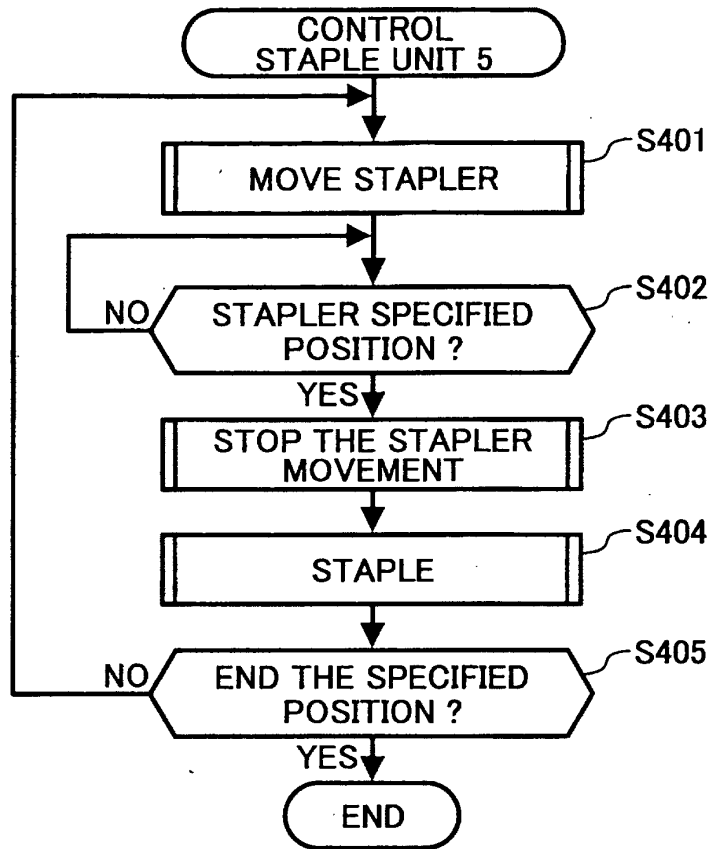 CONTROL
STAPLE UNIT 5
MOVE STAPLER
S401
STAPLER SPECIFIED
POSITION ?
S402
NO
YES
STOP THE STAPLER
MOVEMENT
S403
STAPLE
S404
END THE SPECIFIED
POSITION ?
S405
NO
YES
END